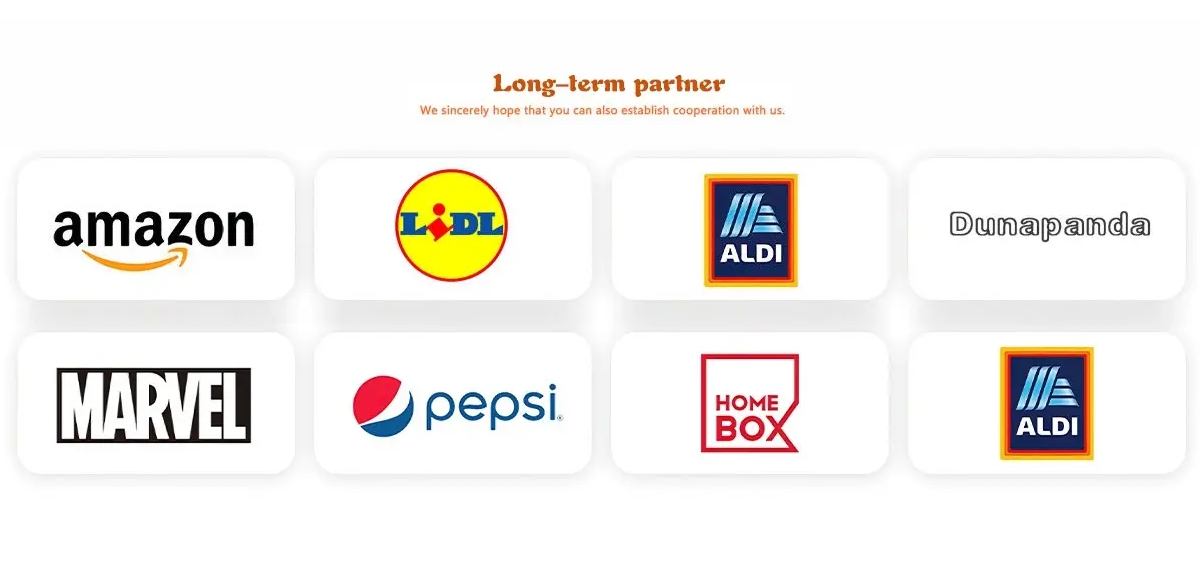 Long-term partner
We sincerely hope that you can also establish cooperation with us.
amazon
LIDL
ALDI
Dunapanda
MARVEL
pepsi®
HOME
BOX
ALDI